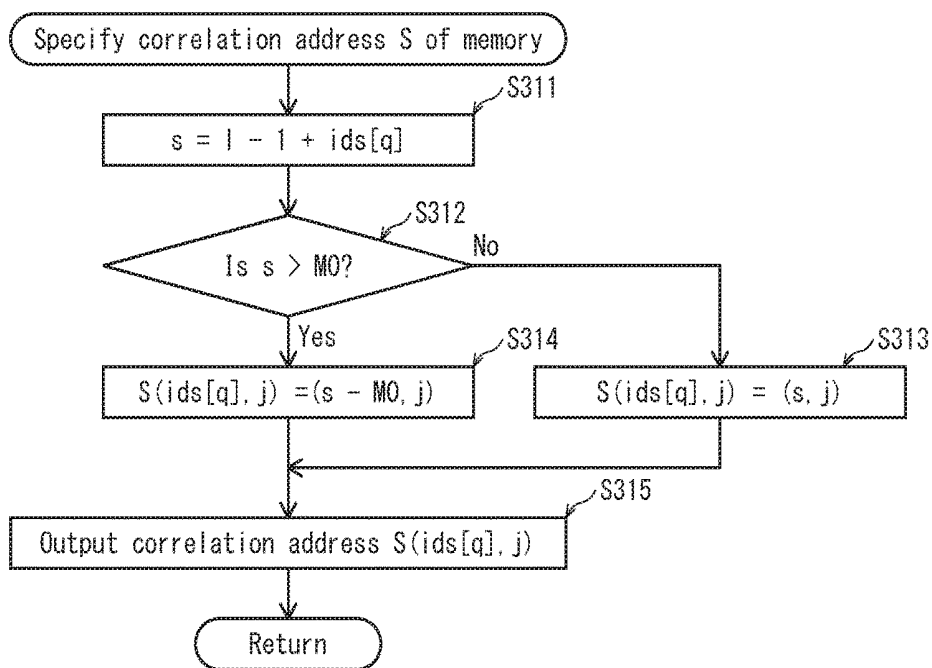 Specify correlation address S of memory
S311
s = I - 1 + ids[q]
S312
Is s > M0?
No
Yes
S314
S313
S(ids[q], j) =(s - M0, j)
S(ids[q], j) = (s, j)
S315
Output correlation address S(ids[q], j)
Return